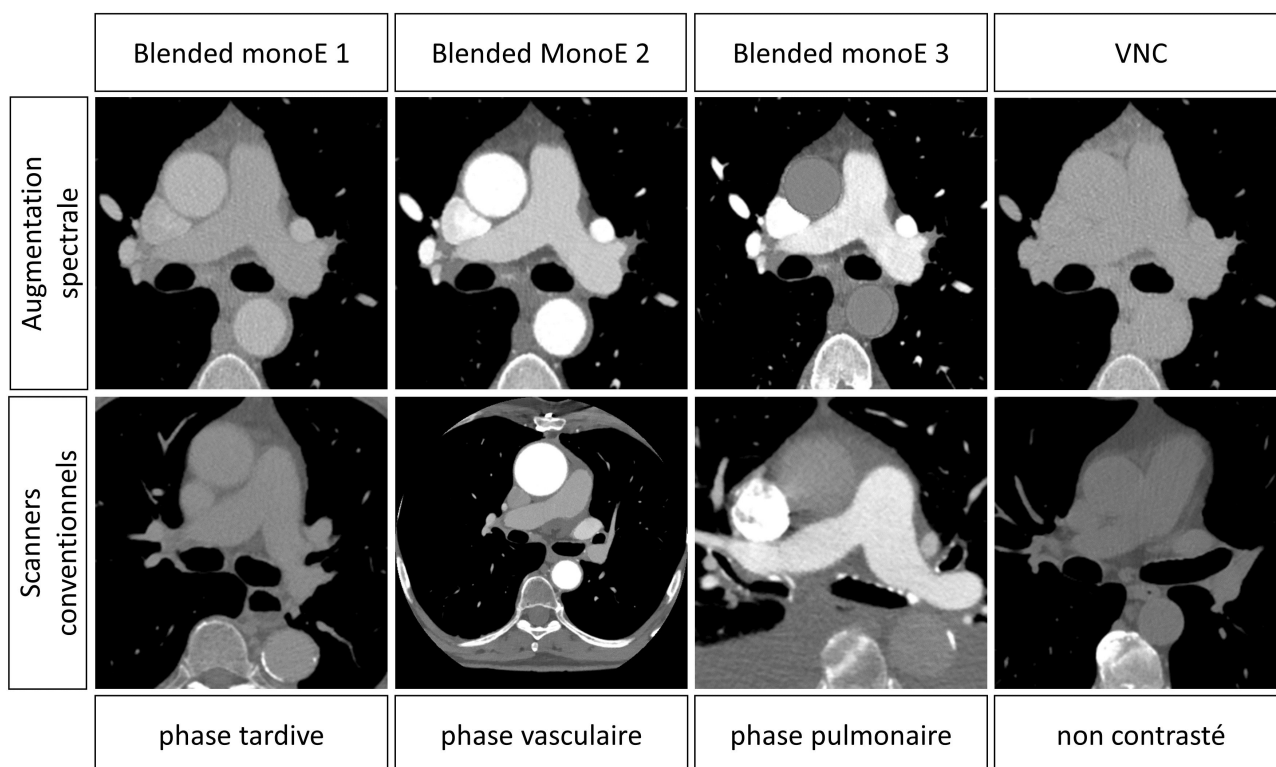 Blended monoE 1
Blended MonoE 2
Blended monoE 3
VNC
Augmentation
spectrale
Scanners
conventionnels
phase tardive
phase vasculaire
phase pulmonaire
non contrasté